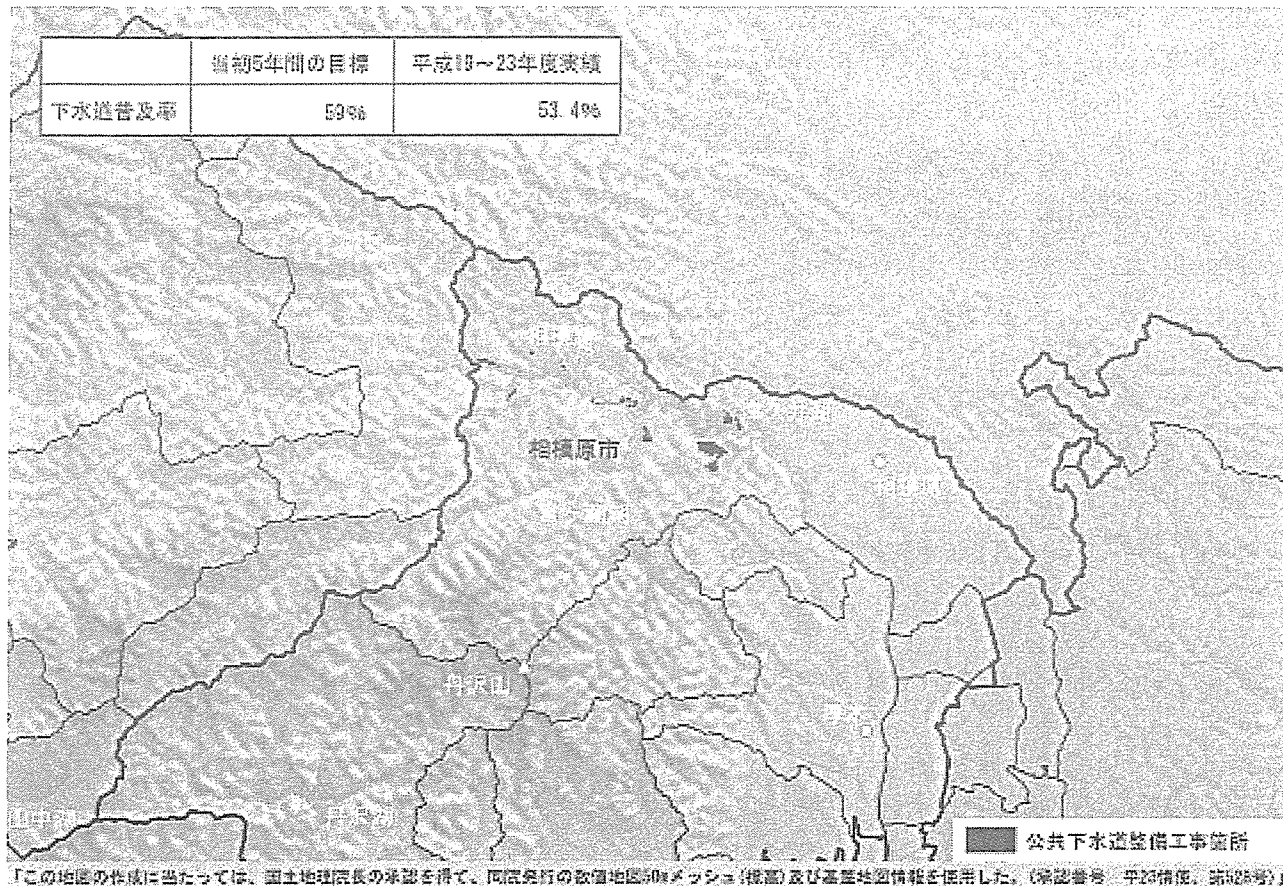 当初5年間の目標 平成19～23年度実績
下水道普及率 59% 53.4%
相模原市
丹沢山
山中湖
丹沢湖
公共下水道整備工事箇所
「この地図の作成に当たっては、国土地理院長の承認を得て、同院発行の数値地図50mメッシュ(標高)及び基盤地図情報を使用した。(承認番号 平23情使、第528号)」